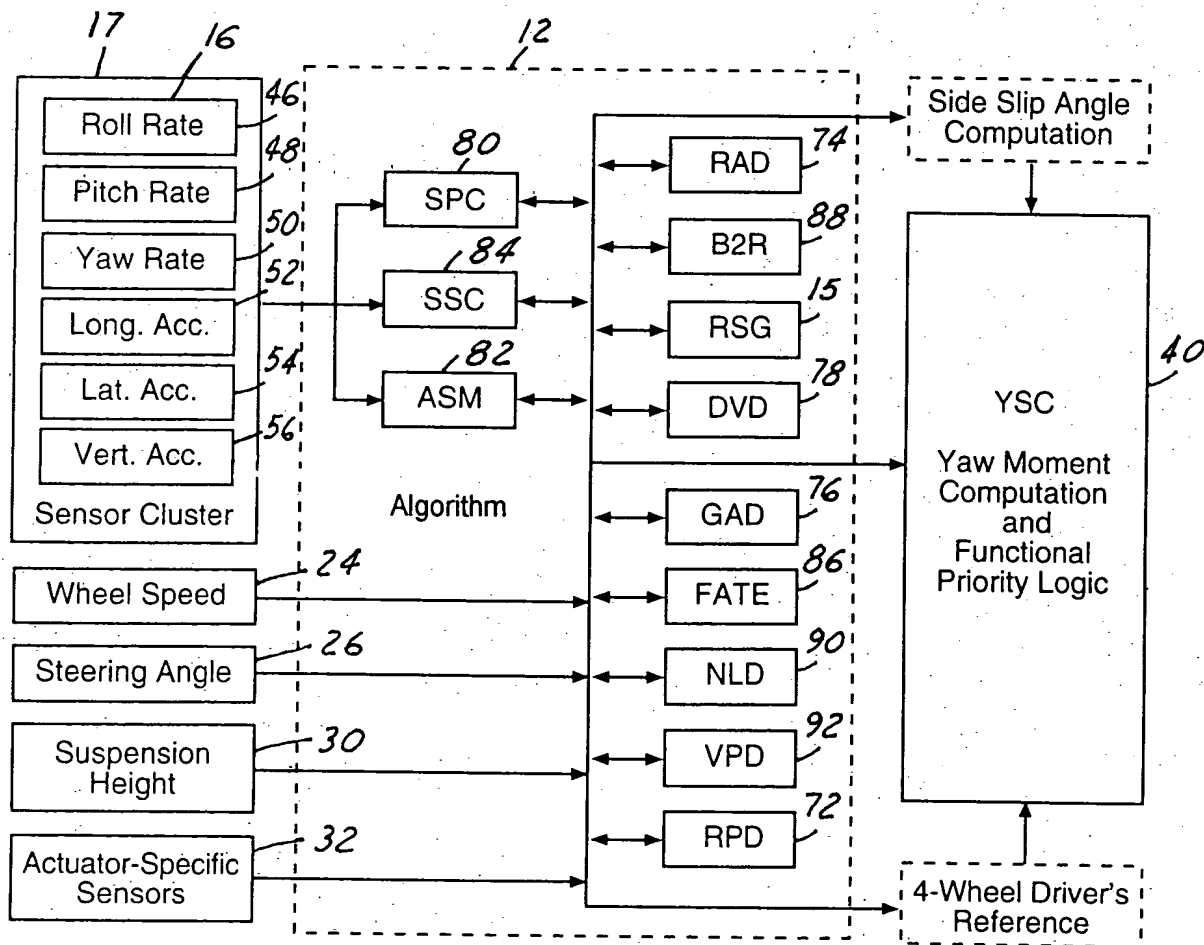 17
16
12
Roll Rate
46
Pitch Rate
48
Yaw Rate
50
Long. Acc.
52
Lat. Acc.
54
Vert. Acc.
56
Sensor Cluster
Wheel Speed
24
Steering Angle
26
Suspension
Height
30
Actuator-Specific
Sensors
32
80
SPC
84
SSC
82
ASM
Algorithm
RAD
74
B2R
88
RSG
15
DVD
78
GAD
76
FATE
86
NLD
90
VPD
92
RPD
72
Side Slip Angle
Computation
40
YSC
Yaw Moment
Computation
and
Functional
Priority Logic
4-Wheel Driver's
Reference